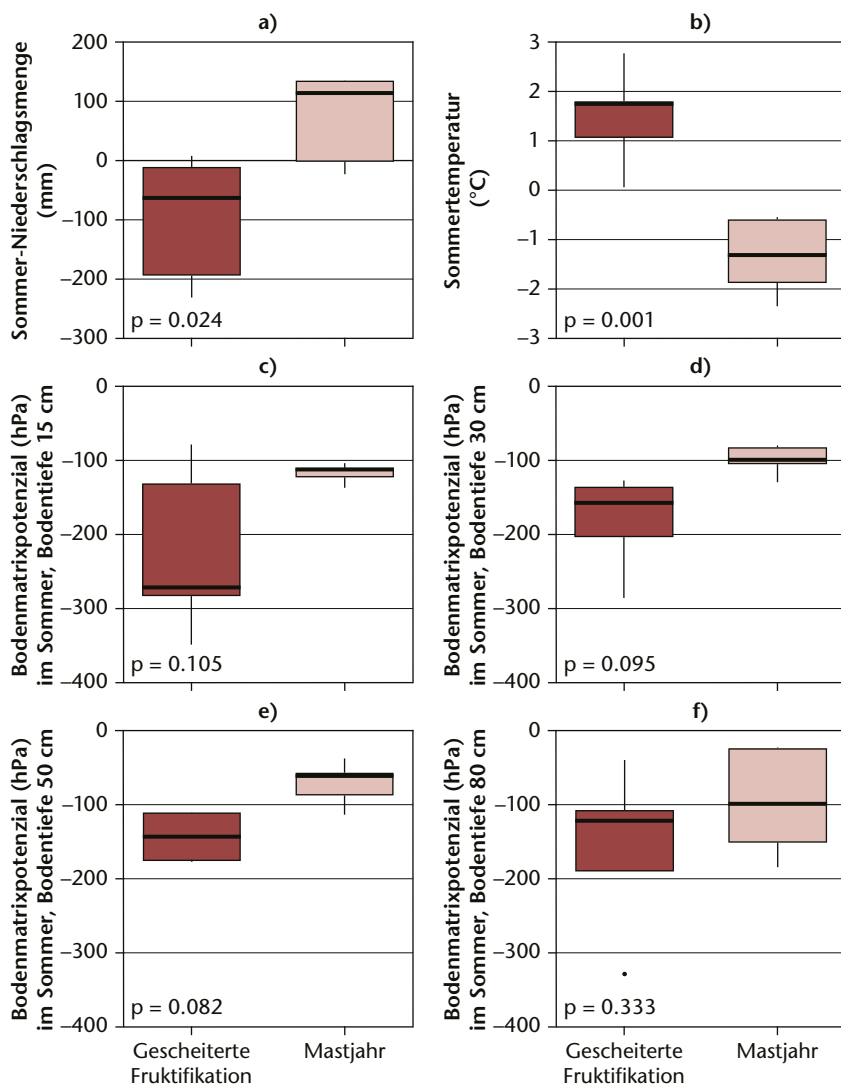 a)
Sommer-Niederschlagsmenge
(mm)
200
100
0
–100
–200
–300
p = 0.024
b)
Sommertemperatur
(°C)
3
2
1
0
–1
–2
–3
p = 0.001
c)
Bodenmatrixpotenzial (hPa)
im Sommer, Bodentiefe 15 cm
0
–100
–200
–300
–400
p = 0.105
d)
Bodenmatrixpotenzial (hPa)
im Sommer, Bodentiefe 30 cm
0
–100
–200
–300
–400
p = 0.095
e)
Bodenmatrixpotenzial (hPa)
im Sommer, Bodentiefe 50 cm
0
–100
–200
–300
–400
p = 0.082
Gescheiterte
Fruktifikation
Mastjahr
f)
Bodenmatrixpotenzial (hPa)
im Sommer, Bodentiefe 80 cm
0
–100
–200
–300
–400
p = 0.333
Gescheiterte
Fruktifikation
Mastjahr